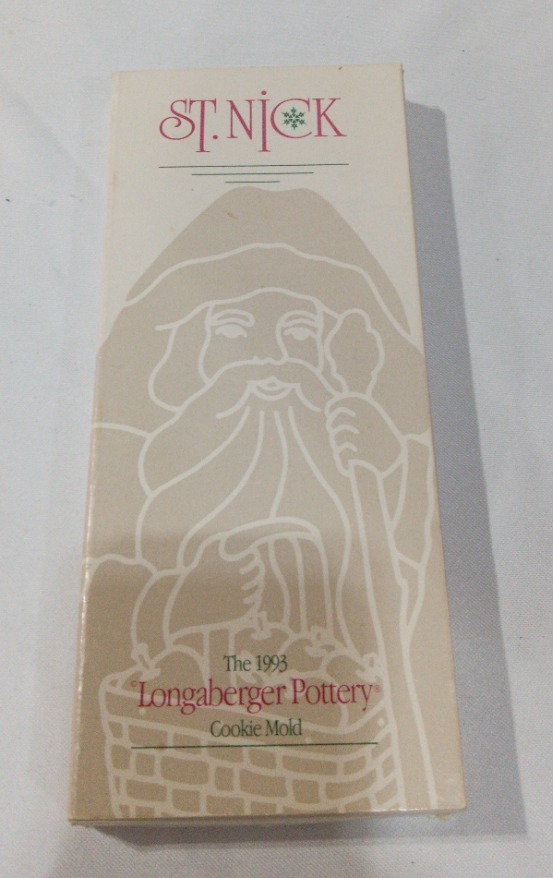 ST. NICK
The 1993
Longaberger Pottery®
Cookie Mold